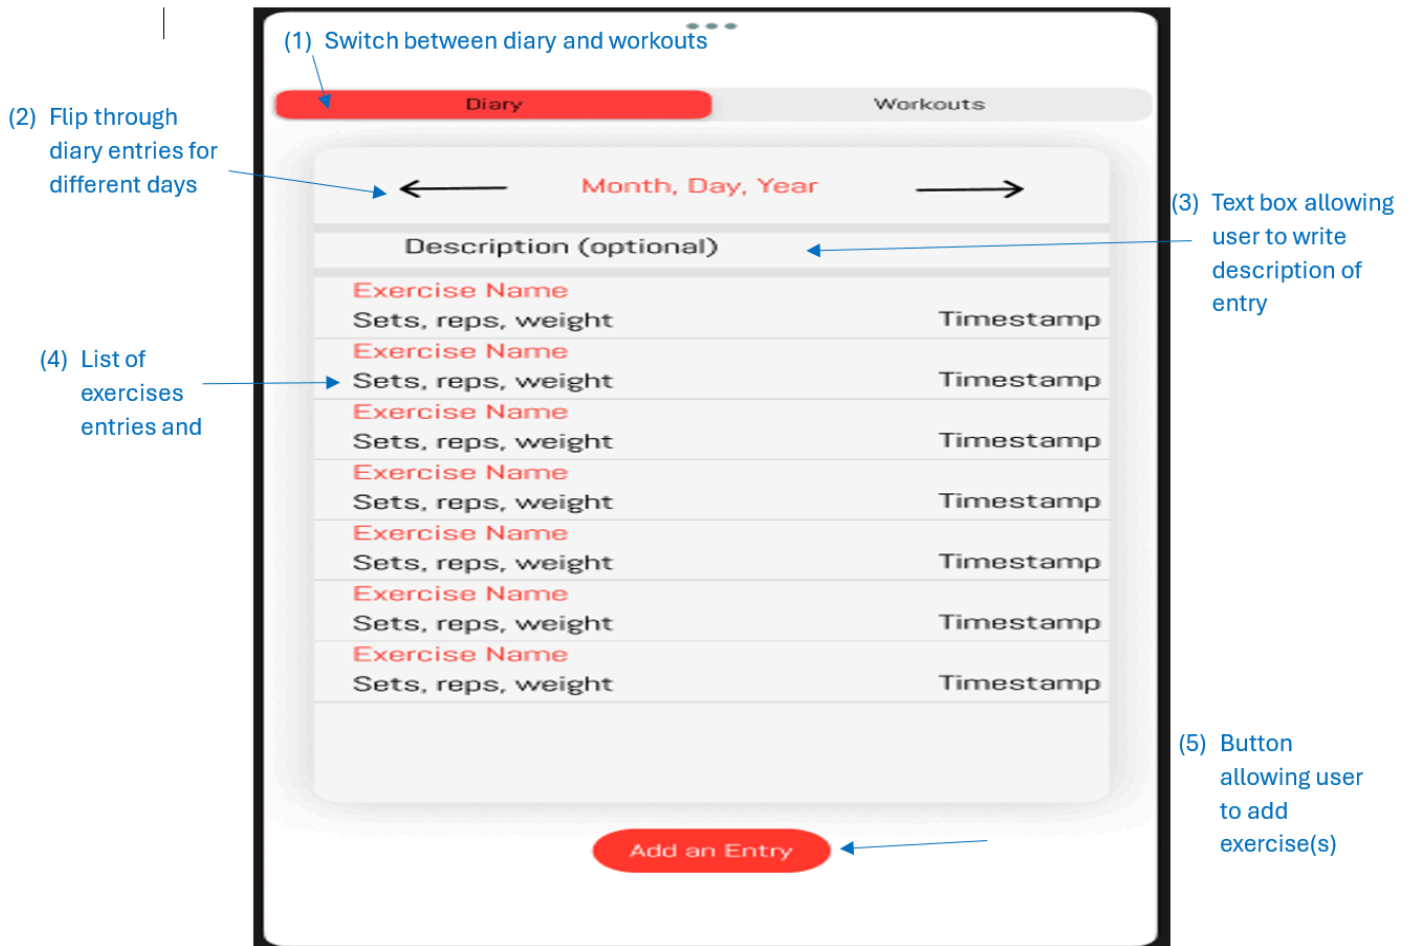 (1) Switch between diary and workouts
Diary
Workouts
(2) Flip through
diary entries for
different days
Month, Day, Year
(3) Text box allowing
user to write
description of
entry
Description (optional)
Exercise Name
Sets, reps, weight Timestamp
Exercise Name
Sets, reps, weight Timestamp
(4) List of
exercises
entries and
Exercise Name
Sets, reps, weight Timestamp
Exercise Name
Sets, reps, weight Timestamp
Exercise Name
Sets, reps, weight Timestamp
Exercise Name
Sets, reps, weight Timestamp
Exercise Name
Sets, reps, weight Timestamp
(5) Button
allowing user
to add
exercise(s)
Add an Entry